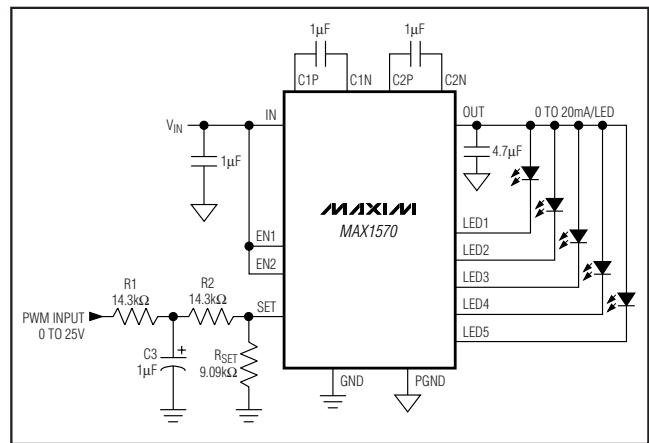 1μF
1μF
C1P
C1N
C2P
C2N
VIN
IN
OUT
0 TO 20mA/LED
1μF
4.7μF
MAXIM
MAX1570
LED1
EN1
LED2
EN2
LED3
R1
14.3kΩ
R2
14.3kΩ
SET
LED4
PWM INPUT
0 TO 25V
LED5
C3
1μF
+
RSET
9.09kΩ
GND
PGND